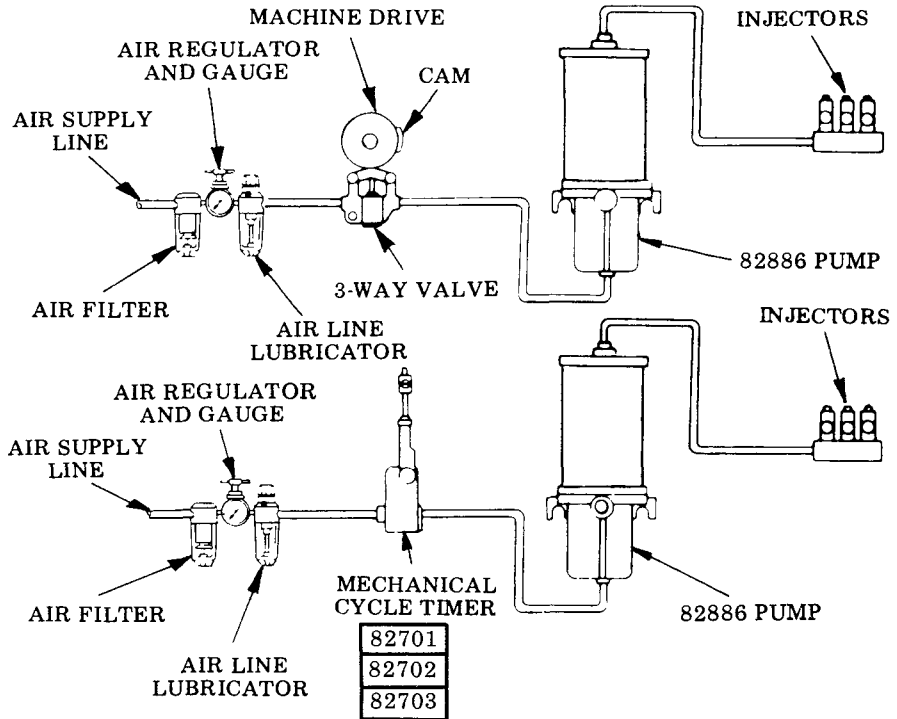 MACHINE DRIVE
INJECTORS
AIR REGULATOR
AND GAUGE
CAM
AIR SUPPLY
LINE
82886 PUMP
3-WAY VALVE
AIR FILTER
AIR LINE
LUBRICATOR
INJECTORS
AIR REGULATOR
AND GAUGE
AIR SUPPLY
LINE
MECHANICAL
CYCLE TIMER
AIR FILTER
82886 PUMP
82701
82702
82703
AIR LINE
LUBRICATOR